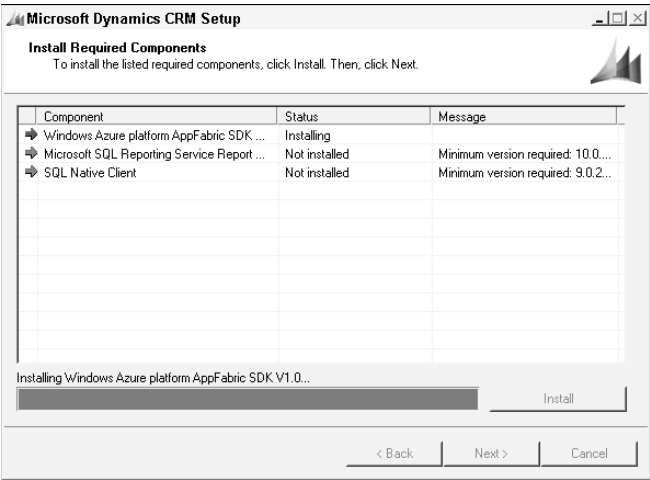 Microsoft Dynamics CRM Setup
Install Required Components
To install the listed required components, click Install. Then, click Next.
Component Status Message
Windows Azure platform AppFabric SDK ... Installing
Microsoft SQL Reporting Service Report ... Not installed Minimum version required: 10.0....
SQL Native Client Not installed Minimum version required: 9.0.2...
Installing Windows Azure platform AppFabric SDK V1.0...
Install
< Back Next > Cancel